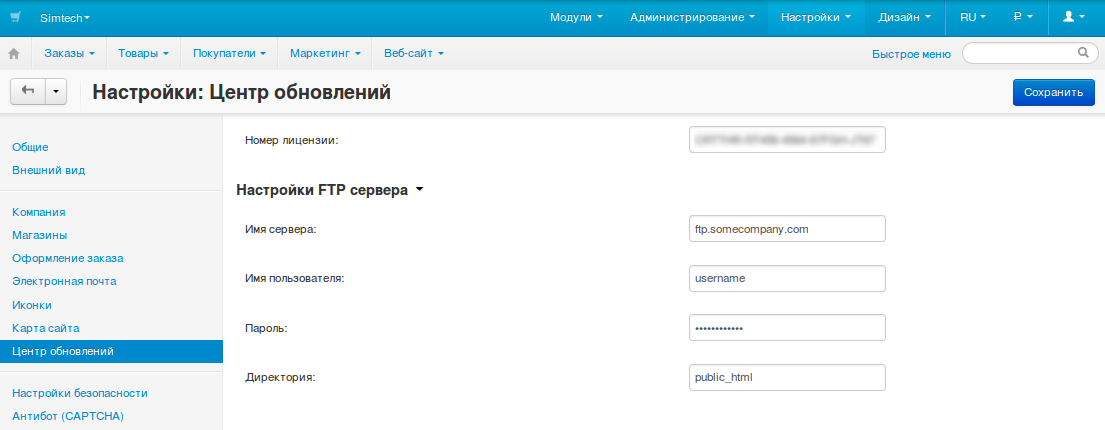 Simtech Модули Администрирование Настройки Дизайн RU ₽
Заказы Товары Покупатели Маркетинг Веб-сайт Быстрое меню
Настройки: Центр обновлений Сохранить
Номер лицензии:
Общие
Внешний вид
Настройки FTP сервера
Компания
Имя сервера: ftp.somecompany.com
Магазины
Оформление заказа
Имя пользователя: username
Электронная почта
Иконки
Карта сайта
Пароль: ••••••••••••
Центр обновлений
Директория: public_html
Настройки безопасности
Антибот (CAPTCHA)